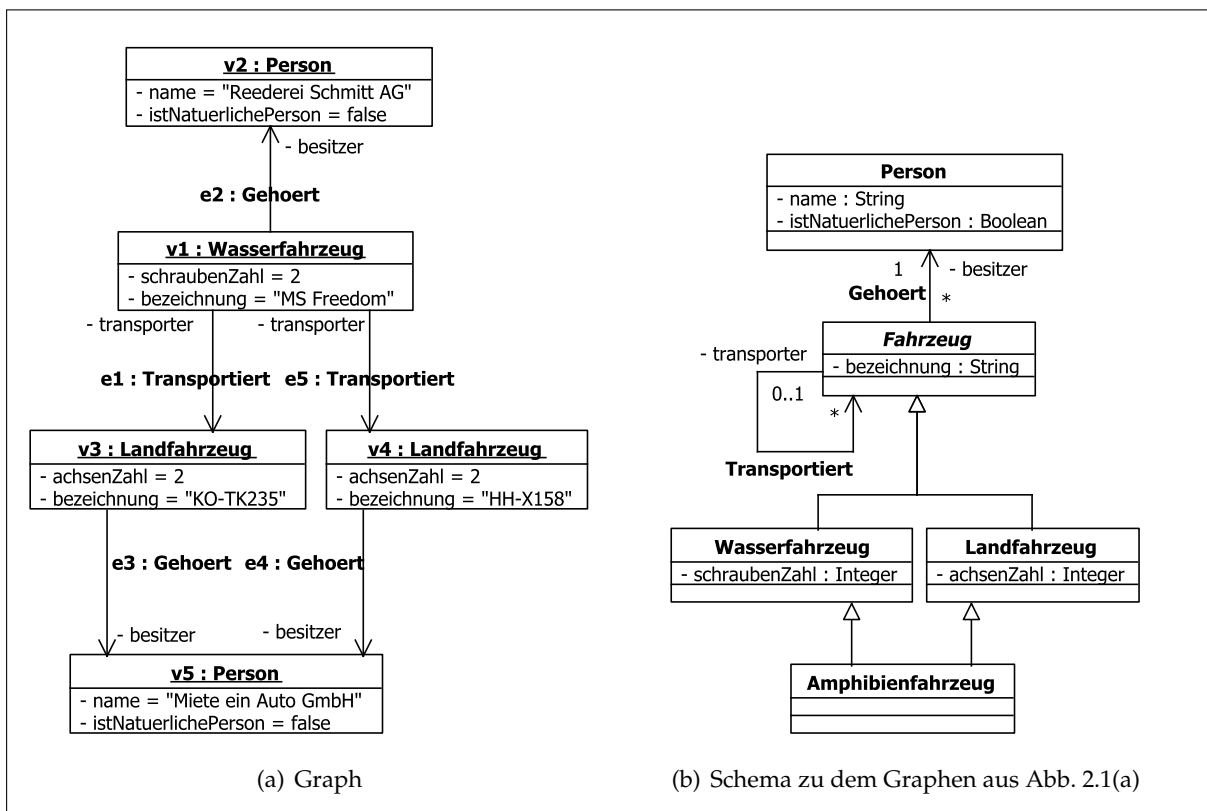 v2 : Person
- name = "Reederei Schmitt AG"
- istNatuerlichePerson = false
- besitzer
e2 : Gehoert
v1 : Wasserfahrzeug
- schraubenZahl = 2
- bezeichnung = "MS Freedom"
- transporter
- transporter
e1 : Transportiert
e5 : Transportiert
v3 : Landfahrzeug
- achsenZahl = 2
- bezeichnung = "KO-TK235"
v4 : Landfahrzeug
- achsenZahl = 2
- bezeichnung = "HH-X158"
e3 : Gehoert
e4 : Gehoert
- besitzer
- besitzer
v5 : Person
- name = "Miete ein Auto GmbH"
- istNatuerlichePerson = false
(a) Graph
Person
- name : String
- istNatuerlichePerson : Boolean
1
- besitzer
Gehoert
*
Fahrzeug
- bezeichnung : String
- transporter
0..1
*
Transportiert
Wasserfahrzeug
- schraubenZahl : Integer
Landfahrzeug
- achsenZahl : Integer
Amphibienfahrzeug
(b) Schema zu dem Graphen aus Abb. 2.1(a)